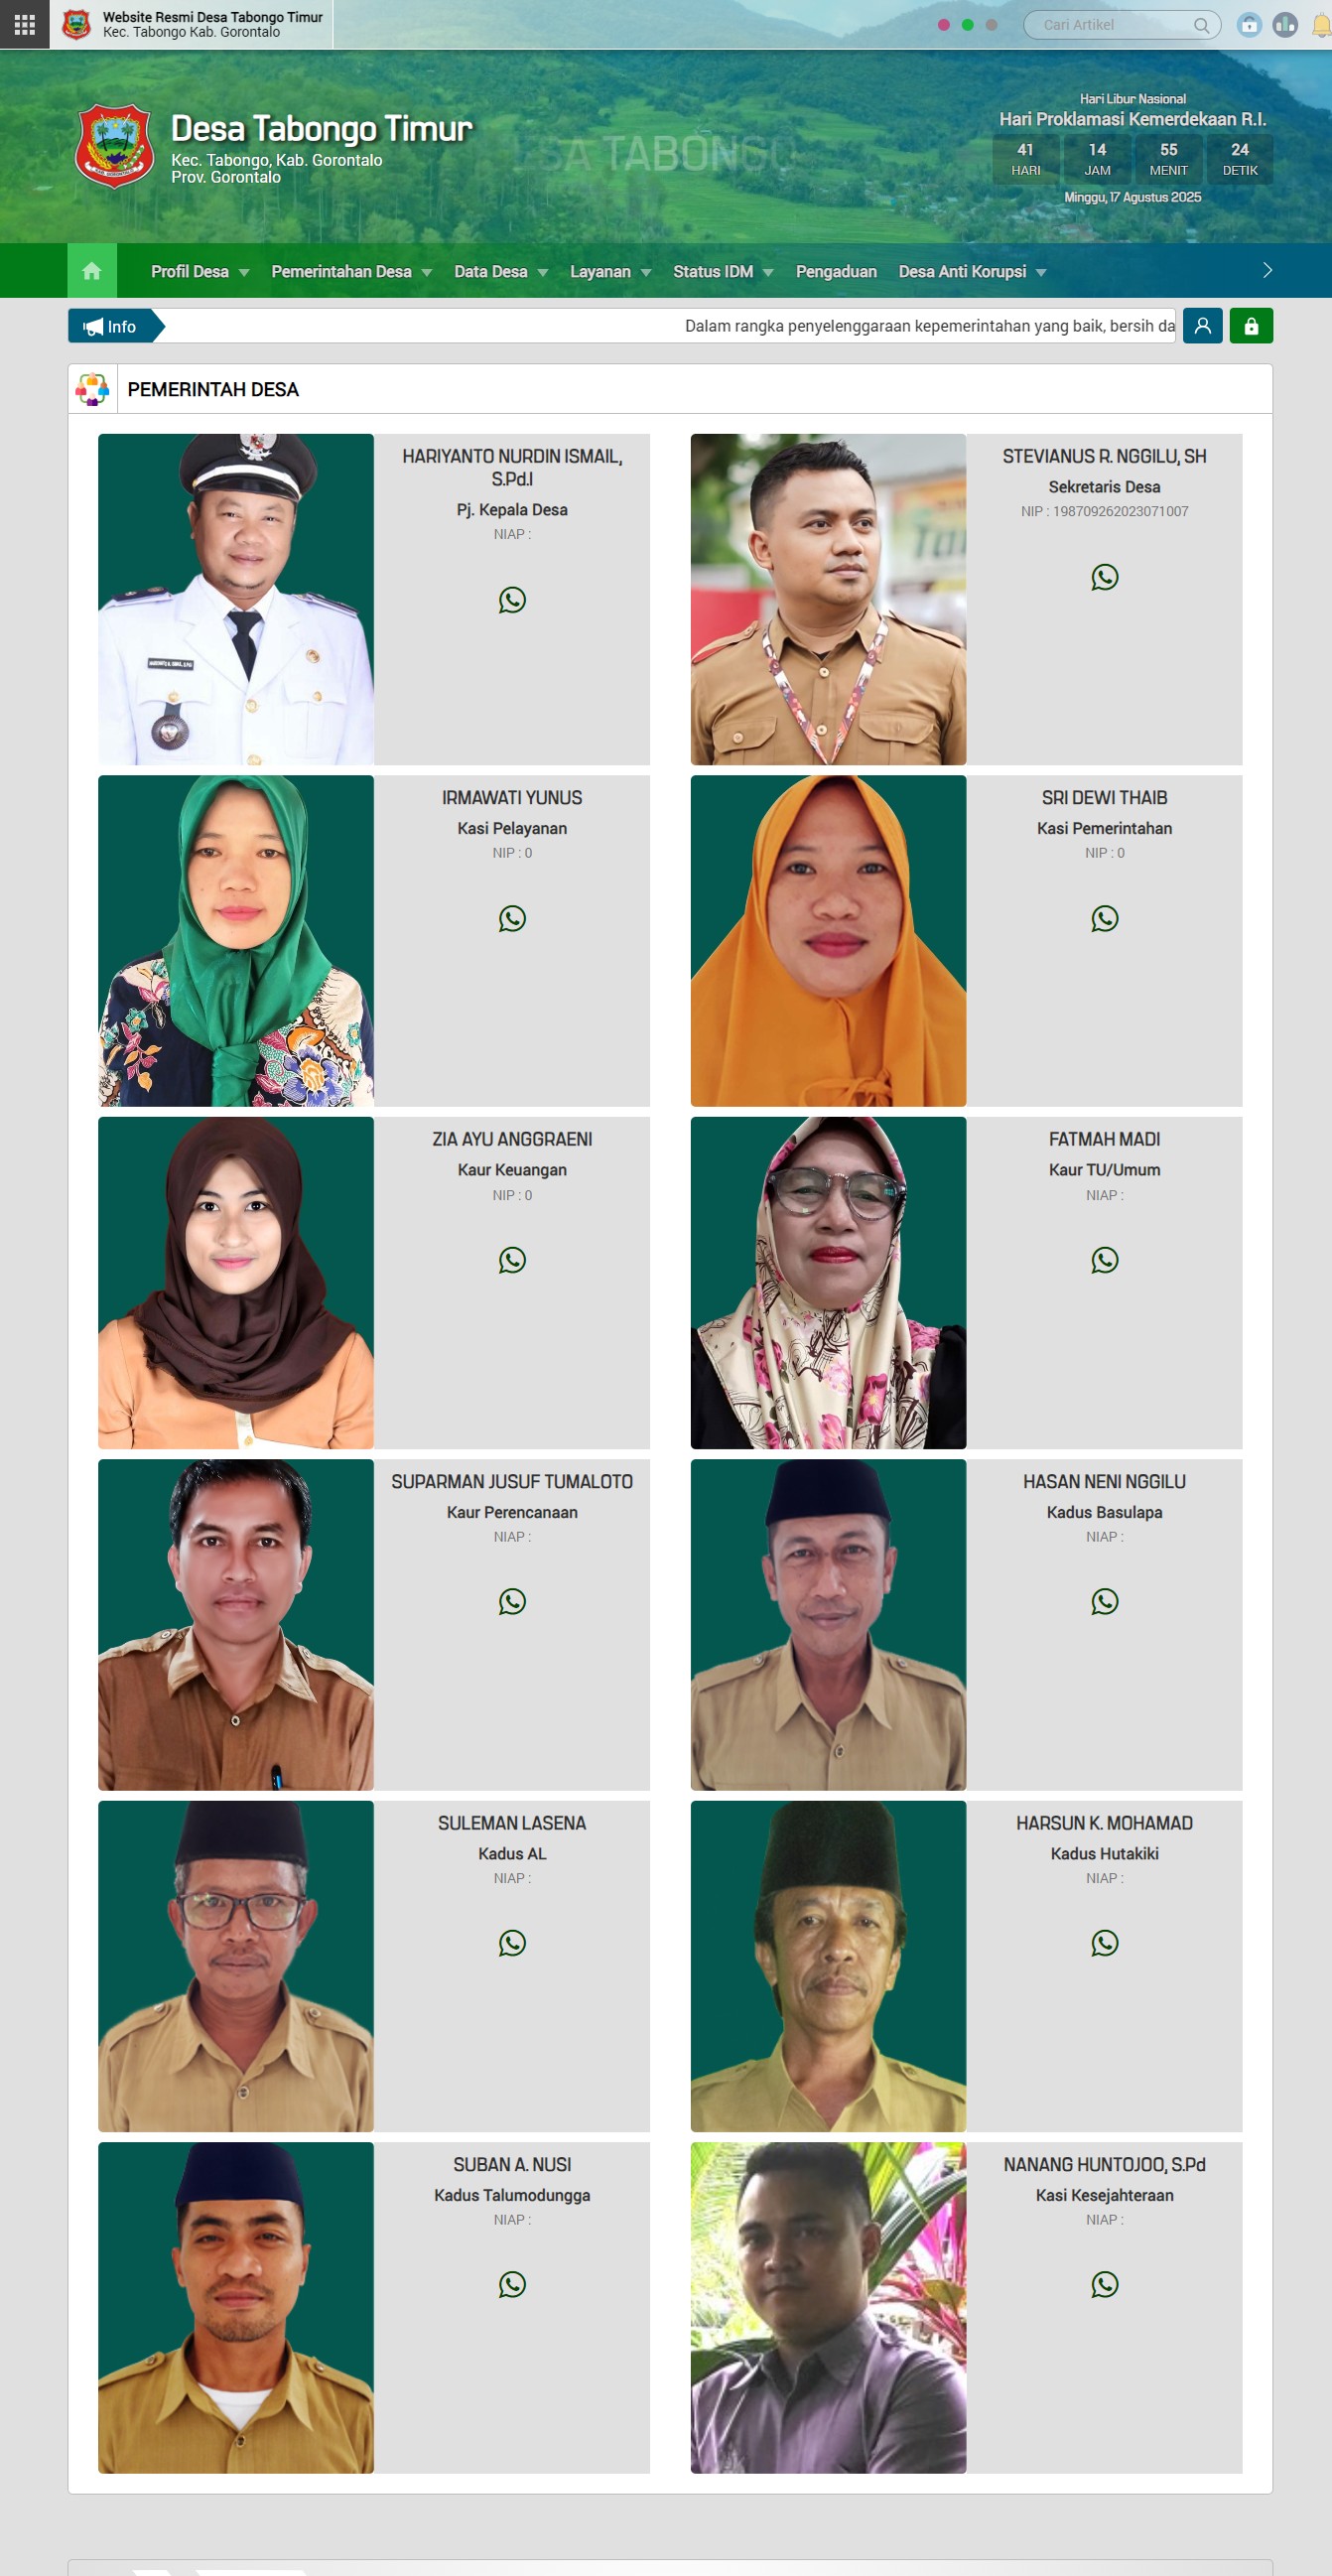 Website Resmi Desa Tabongo Timur
Kec. Tabongo Kab. Gorontalo
Cari Artikel
Desa Tabongo Timur
Kec. Tabongo, Kab. Gorontalo
Prov. Gorontalo
A TABONG
Hari Libur Nasional
Hari Proklamasi Kemerdekaan R.I.
41 14 55 24
HARI JAM MENIT DETIK
Minggu, 17 Agustus 2025
Profil Desa Pemerintahan Desa Data Desa Layanan Status IDM Pengaduan Desa Anti Korupsi
Info
Dalam rangka penyelenggaraan kepemerintahan yang baik, bersih da
PEMERINTAH DESA
HARIYANTO NURDIN ISMAIL,
S.Pd.I
Pj. Kepala Desa
NIAP :
STEVIANUS R. NGGILU, SH
Sekretaris Desa
NIP : 198709262023071007
IRMAWATI YUNUS
Kasi Pelayanan
NIP : 0
SRI DEWI THAIB
Kasi Pemerintahan
NIP : 0
ZIA AYU ANGGRAENI
Kaur Keuangan
NIP : 0
FATMAH MADI
Kaur TU/Umum
NIAP :
SUPARMAN JUSUF TUMALOTO
Kaur Perencanaan
NIAP :
HASAN NENI NGGILU
Kadus Basulapa
NIAP :
SULEMAN LASENA
Kadus AL
NIAP :
HARSUN K. MOHAMAD
Kadus Hutakiki
NIAP :
SUBAN A. NUSI
Kadus Talumodungga
NIAP :
NANANG HUNTOJOO, S.Pd
Kasi Kesejahteraan
NIAP :